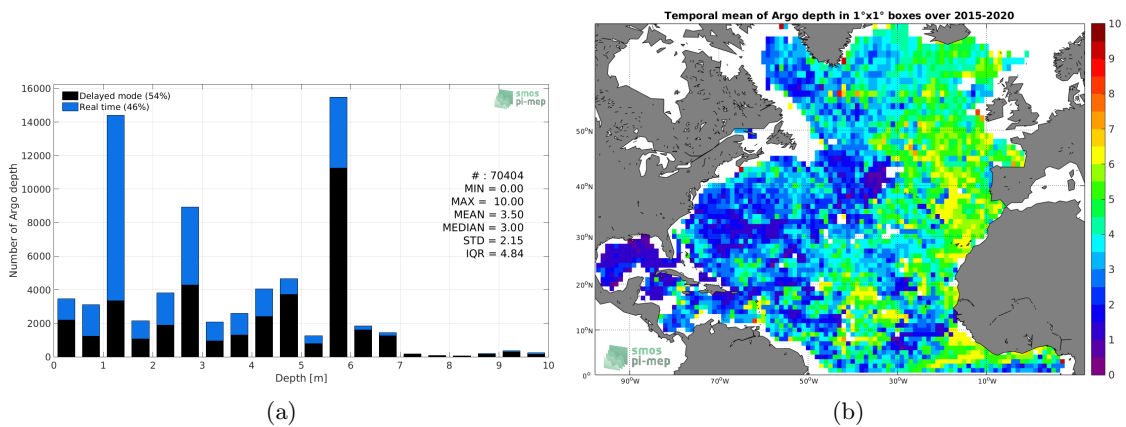 Delayed mode (54%)
Real time (46%)
smos
pi-mep
# : 70404
MIN = 0.00
MAX = 10.00
MEAN = 3.50
MEDIAN = 3.00
STD = 2.15
IQR = 4.84
Number of Argo depth
16000
14000
12000
10000
8000
6000
4000
2000
0
0 1 2 3 4 5 6 7 8 9 10
Depth [m]
(a)
Temporal mean of Argo depth in 1°x1° boxes over 2015-2020
50°N
40°N
30°N
20°N
10°N
0°
90°W 70°W 50°W 30°W 10°W
smos
pi-mep
10
9
8
7
6
5
4
3
2
1
0
(b)